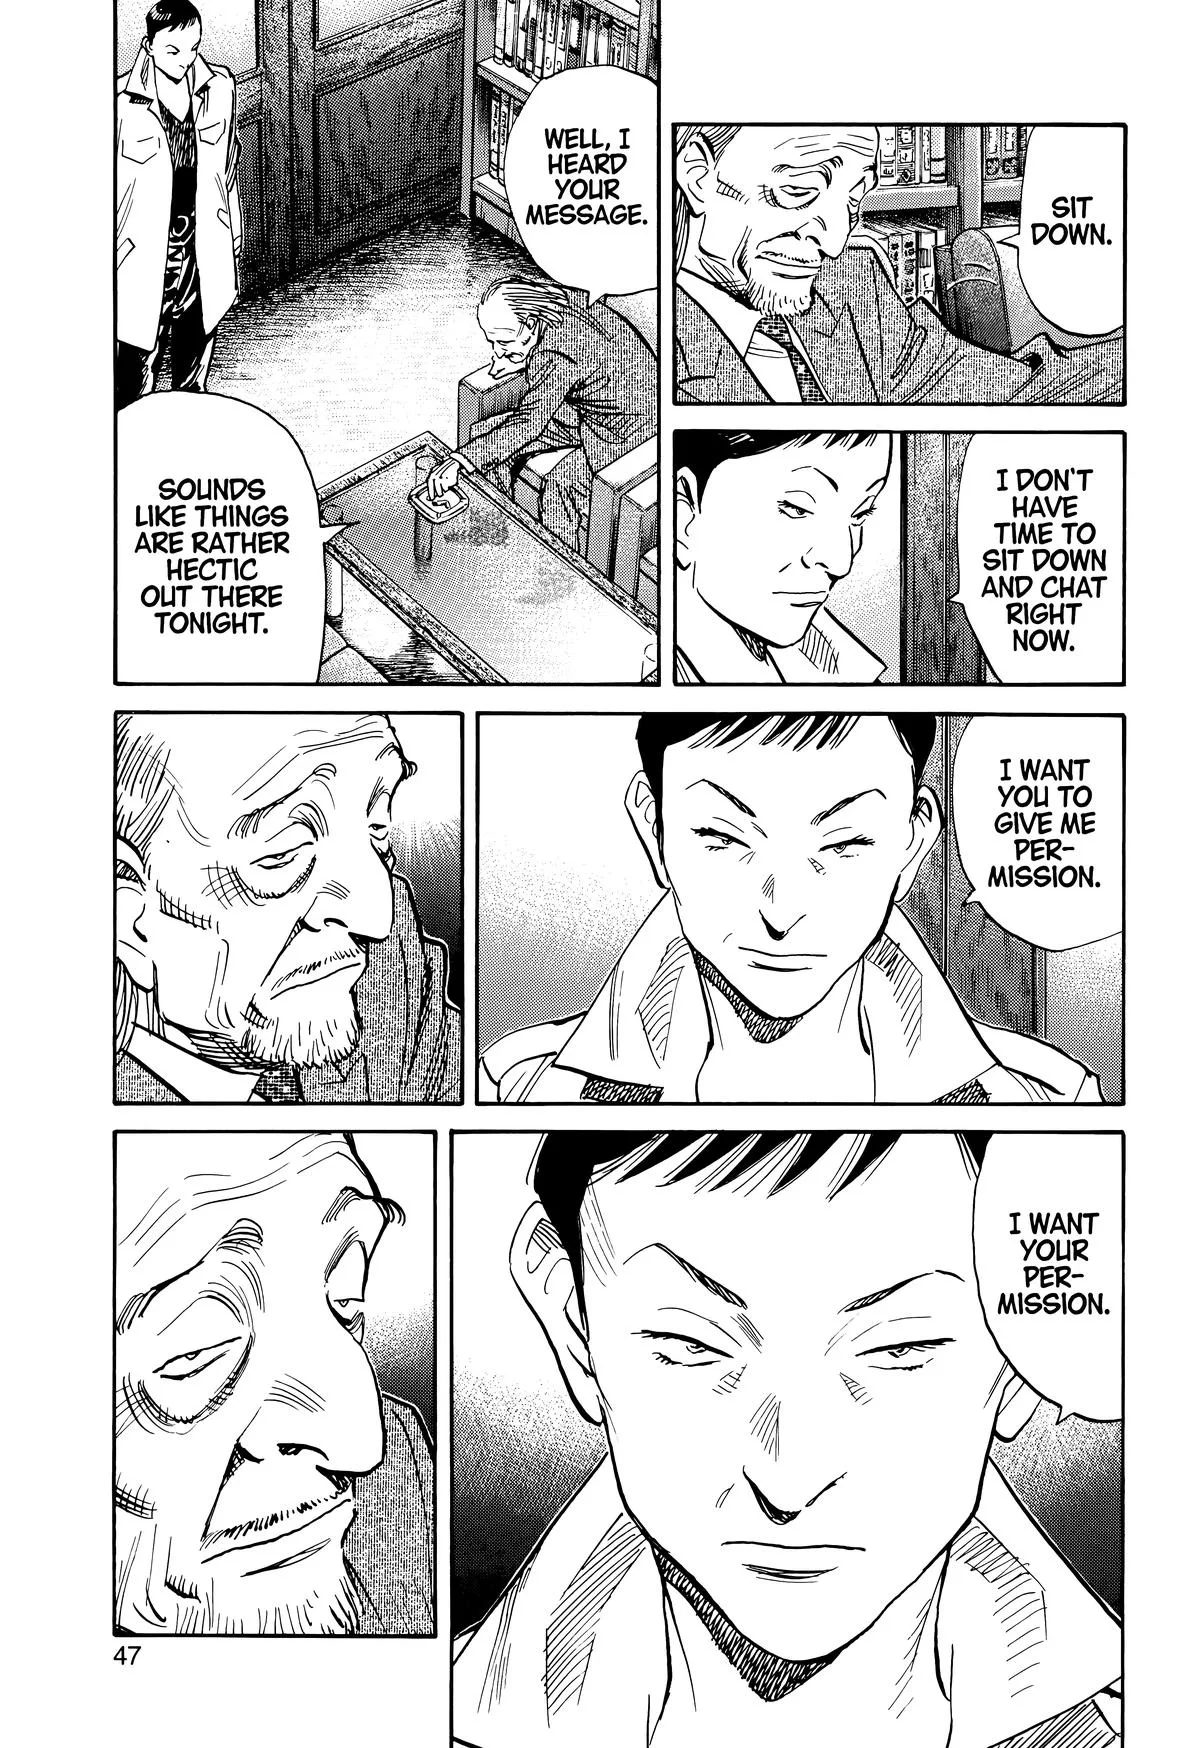 SIT
DOWN.
I DON'T
HAVE
TIME TO
SIT DOWN
AND CHAT
RIGHT
NOW.
WELL, I
HEARD
YOUR
MESSAGE.
SOUNDS
LIKE THINGS
ARE RATHER
HECTIC
OUT THERE
TONIGHT.
I WANT
YOU TO
GIVE ME
PER-
MISSION.
I WANT
YOUR
PER-
MISSION.
47